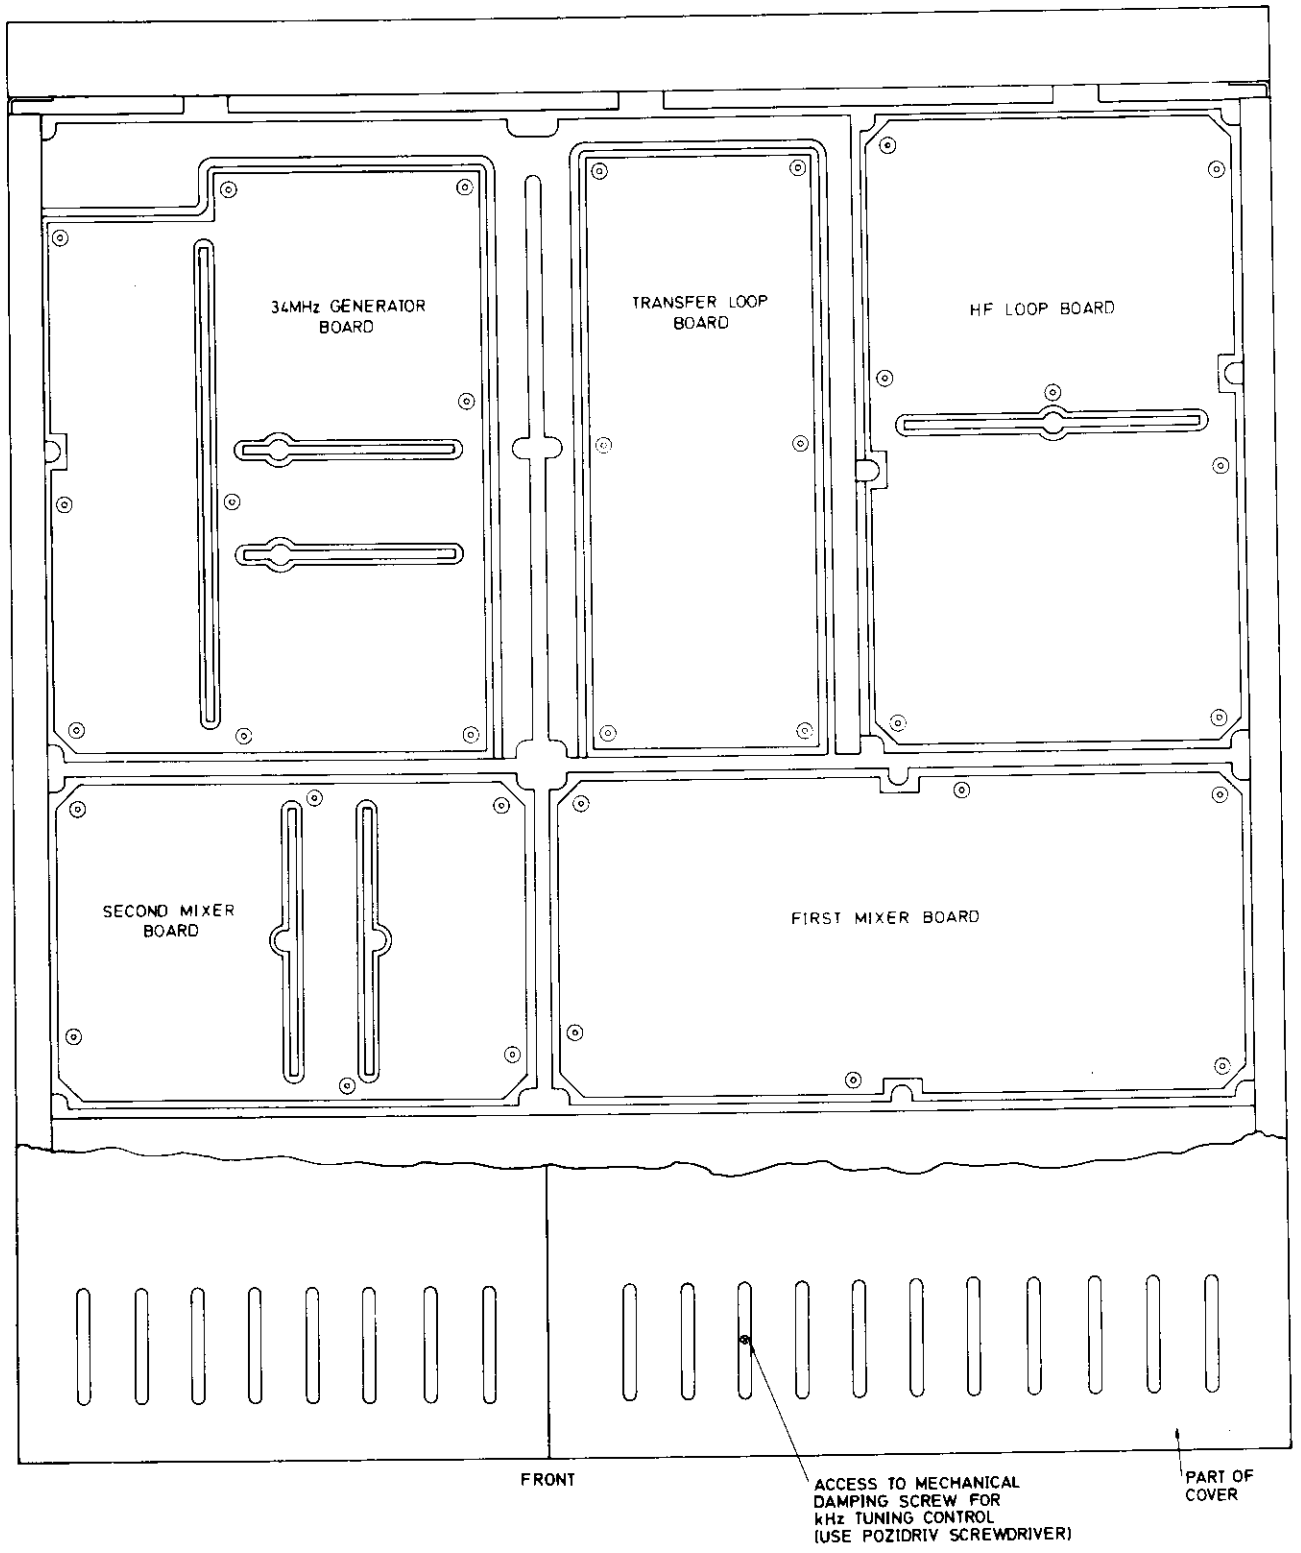 34MHz GENERATOR
BOARD
TRANSFER LOOP
BOARD
HF LOOP BOARD
SECOND MIXER
BOARD
FIRST MIXER BOARD
FRONT
ACCESS TO MECHANICAL
DAMPING SCREW FOR
kHz TUNING CONTROL
(USE POZIDRIV SCREWDRIVER)
PART OF
COVER